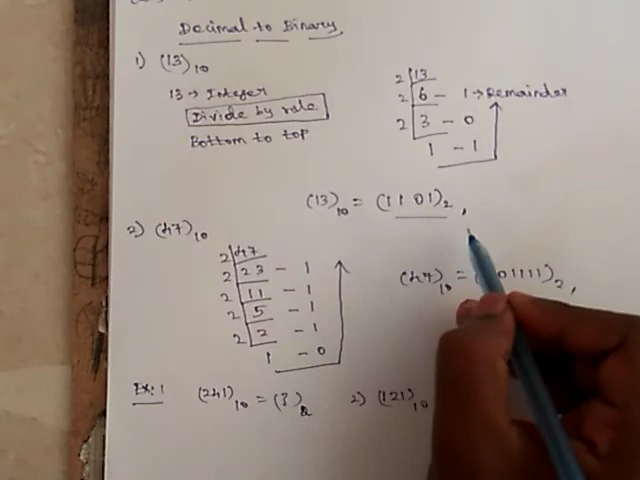 Decimal to Binary
1) (13)10
13 → Integer
Divide by rule
Bottom to top
2 | 13
2 | 6 - 1 → Remainder
2 | 3 - 0
1 - 1
(13)10 = (1101)2,
2) (47)10
2 | 47
2 | 23 - 1
2 | 11 - 1
2 | 5 - 1
2 | 2 - 1
1 - 0
(47)10 = ( 01111)2,
Ex: 1 (241)10 = (?)2 2) (121)10